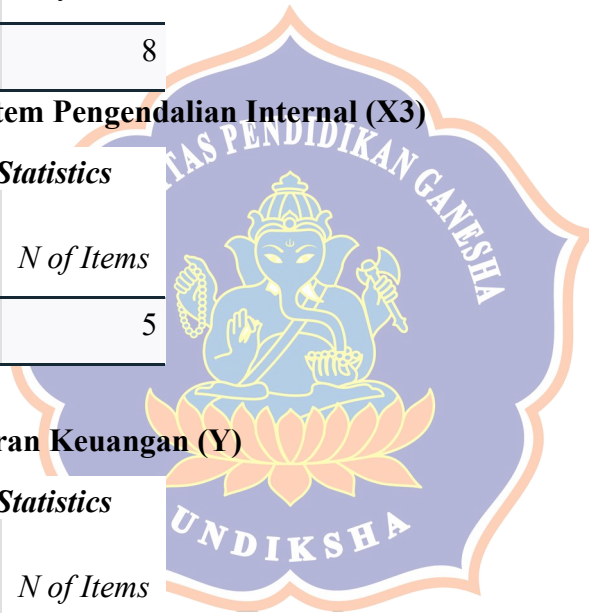 8
tem Pengendalian Internal (X3)
TAS PENDIDIKAN GANESHA
Statistics
N of Items
5
ran Keuangan (Y)
Statistics
UNDIKSHA
N of Items